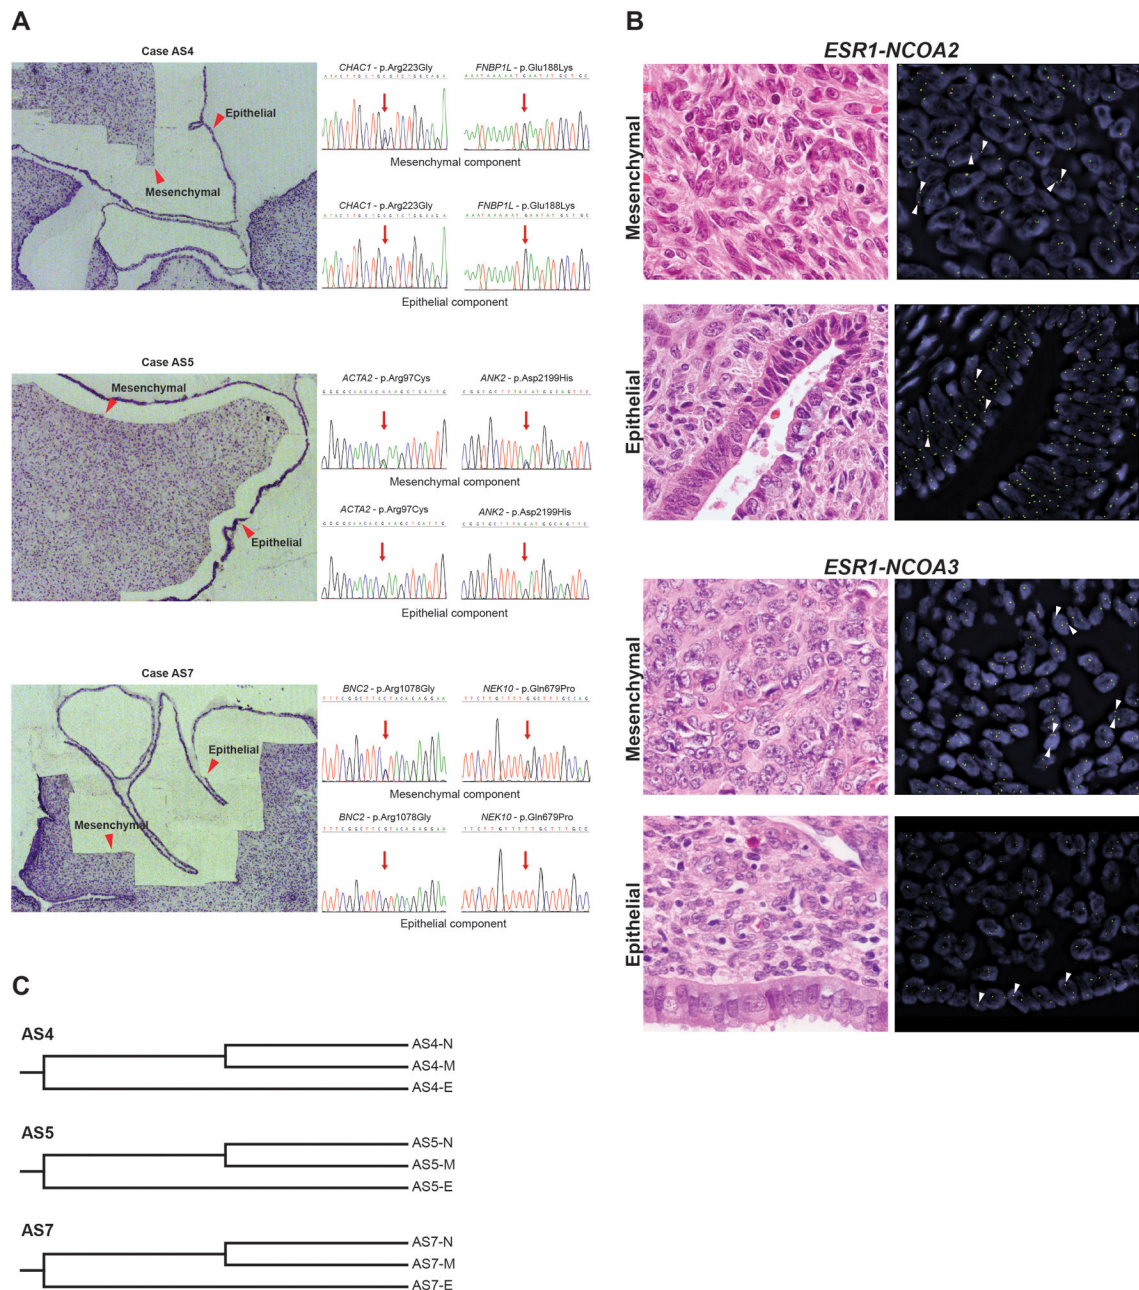 A
Case AS4
Epithelial
Mesenchymal
CHAC1 - p.Arg223Gly
FNBP1L - p.Glu188Lys
Mesenchymal component
CHAC1 - p.Arg223Gly
FNBP1L - p.Glu188Lys
Epithelial component
Case AS5
Mesenchymal
Epithelial
ACTA2 - p.Arg97Cys
ANK2 - p.Asp2199His
Mesenchymal component
ACTA2 - p.Arg97Cys
ANK2 - p.Asp2199His
Epithelial component
Case AS7
Epithelial
Mesenchymal
BNC2 - p.Arg1078Gly
NEK10 - p.Gln679Pro
Mesenchymal component
BNC2 - p.Arg1078Gly
NEK10 - p.Gln679Pro
Epithelial component
B
ESR1-NCOA2
Mesenchymal
Epithelial
ESR1-NCOA3
Mesenchymal
Epithelial
C
AS4
AS4-N
AS4-M
AS4-E
AS5
AS5-N
AS5-M
AS5-E
AS7
AS7-N
AS7-M
AS7-E